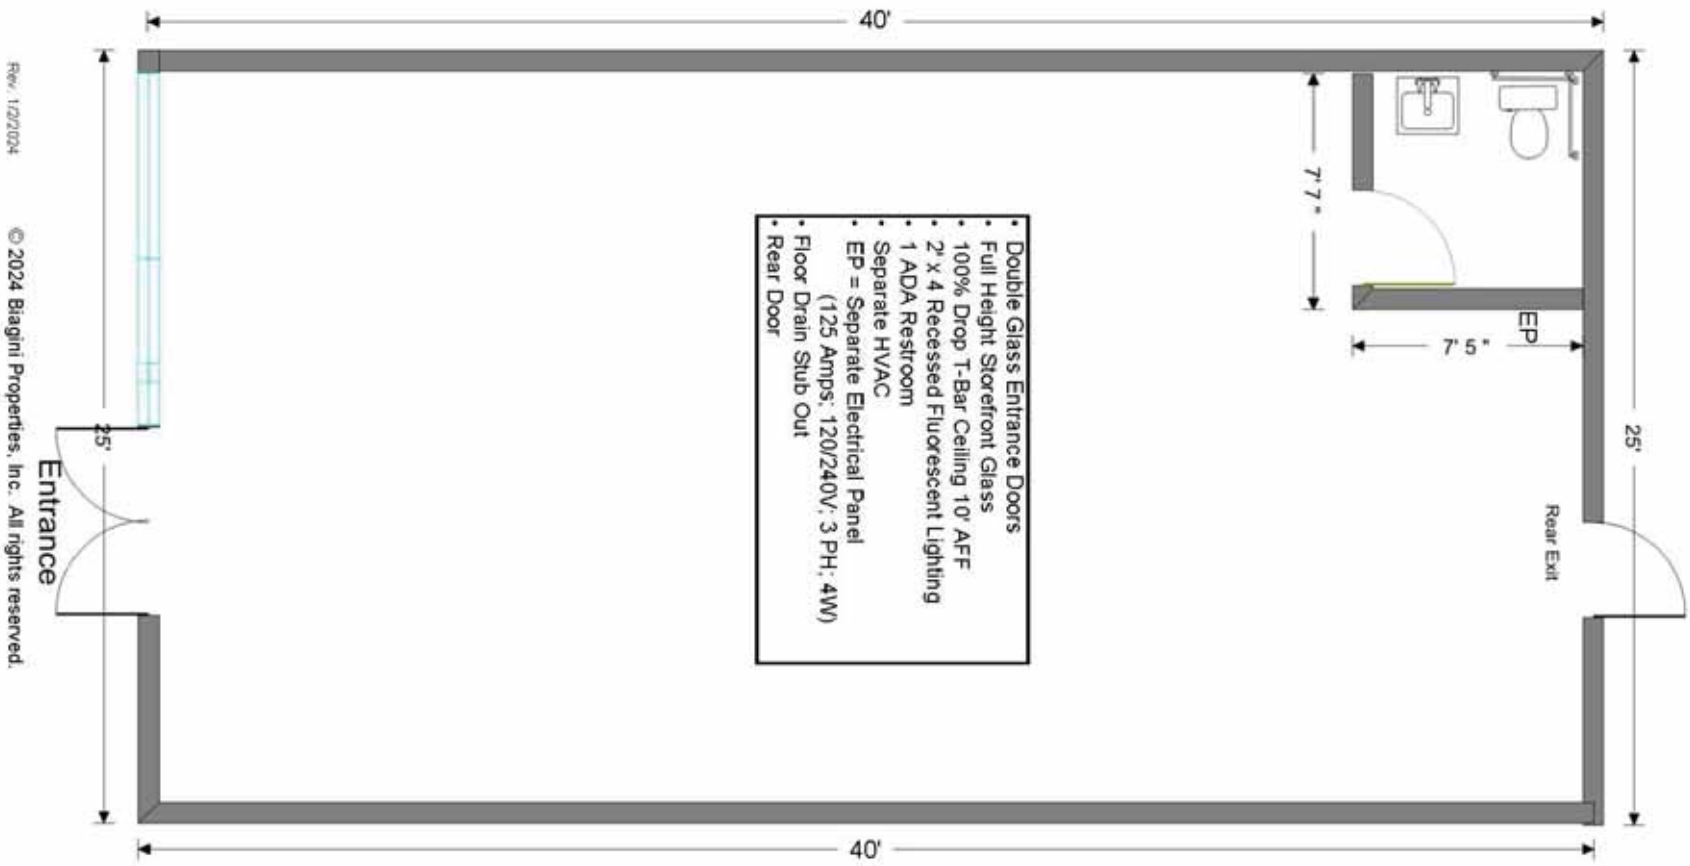 40'
25'
7' 7 "
7' 5 "
EP
25'
Rear Exit
• Double Glass Entrance Doors
• Full Height Storefront Glass
• 100% Drop T-Bar Ceiling 10' AFF
• 2' x 4 Recessed Fluorescent Lighting
• 1 ADA Restroom
• Separate HVAC
• EP = Separate Electrical Panel
(125 Amps; 120/240V; 3 PH; 4W)
• Floor Drain Stub Out
• Rear Door
Entrance
40'
Rev. 1/2/2024
© 2024 Biagini Properties, Inc. All rights reserved.